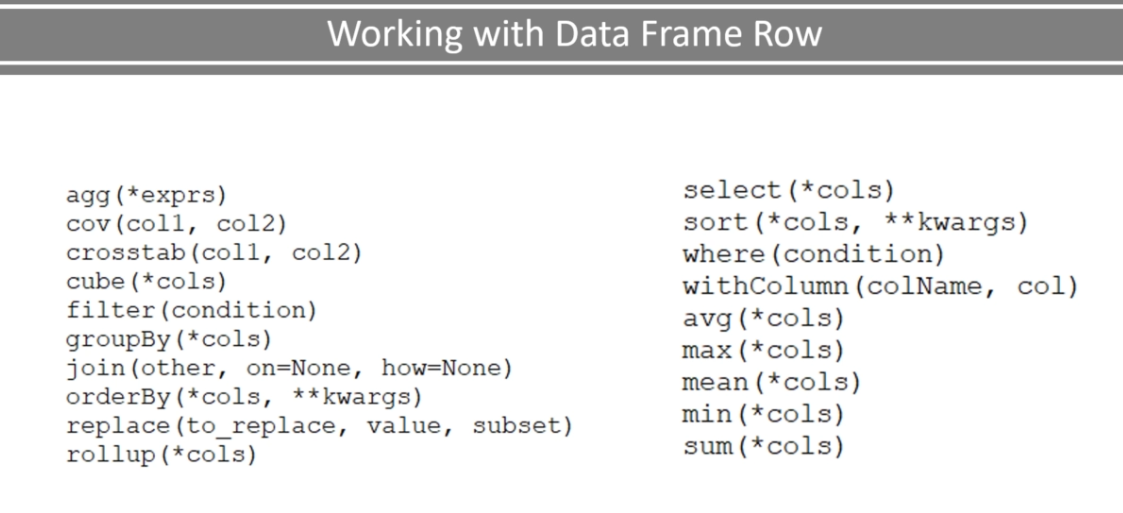 Working with Data Frame Row
agg(*exprs)
cov(col1, col2)
crosstab(col1, col2)
cube(*cols)
filter(condition)
groupBy(*cols)
join(other, on=None, how=None)
orderBy(*cols, **kwargs)
replace(to_replace, value, subset)
rollup(*cols)
select(*cols)
sort(*cols, **kwargs)
where(condition)
withColumn(colName, col)
avg(*cols)
max(*cols)
mean(*cols)
min(*cols)
sum(*cols)